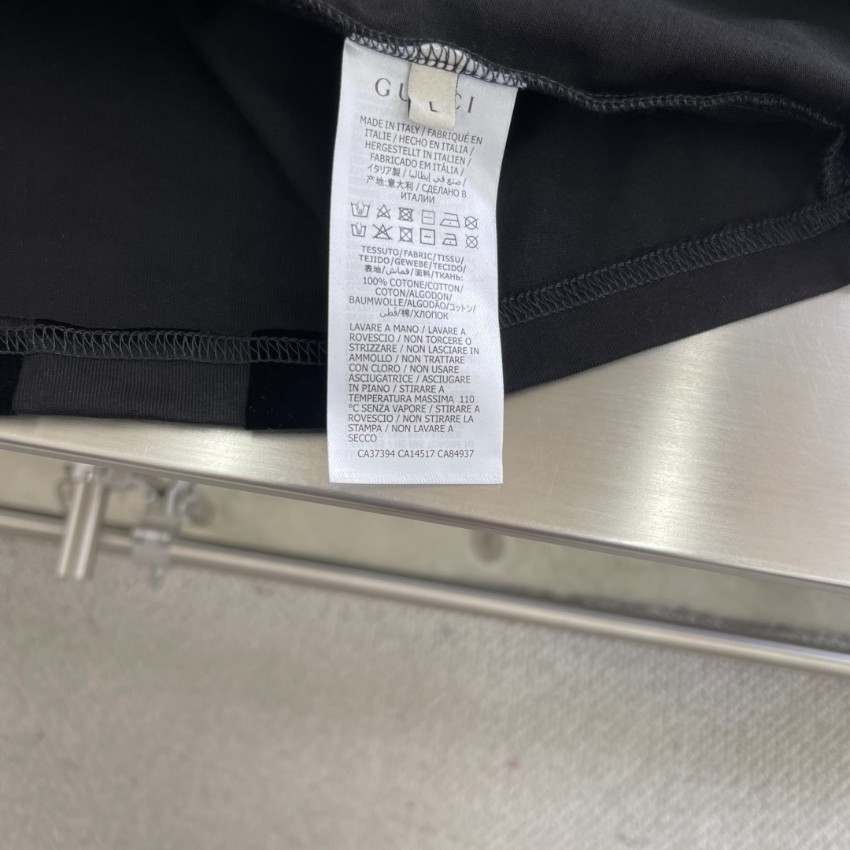 GUCCI
MADE IN ITALY / FABRIQUÉ EN
ITALIE / HECHO EN ITALIA /
HERGESTELLT IN ITALIEN /
FABRICADO EM ITÁLIA /
イタリア製 / صنع في إيطاليا /
产地:意大利 / СДЕЛАНО В
ИТАЛИИ
TESSUTO/FABRIC/TISSU/
TEJIDO/GEWEBE/TECIDO/
表地/قماش/面料/ТКАНЬ:
100% COTONE/COTTON/
COTON/ALGODON/
BAUMWOLLE/ALGODÃO/コットン/
قطن/棉/ХЛОПОК
LAVARE A MANO / LAVARE A
ROVESCIO / NON TORCERE O
STRIZZARE / NON LASCIARE IN
AMMOLLO / NON TRATTARE
CON CLORO / NON USARE
ASCIUGATRICE / ASCIUGARE
IN PIANO / STIRARE A
TEMPERATURA MASSIMA 110
°C SENZA VAPORE / STIRARE A
ROVESCIO / NON STIRARE LA
STAMPA / NON LAVARE A
SECCO
CA37394 CA14517 CA84937